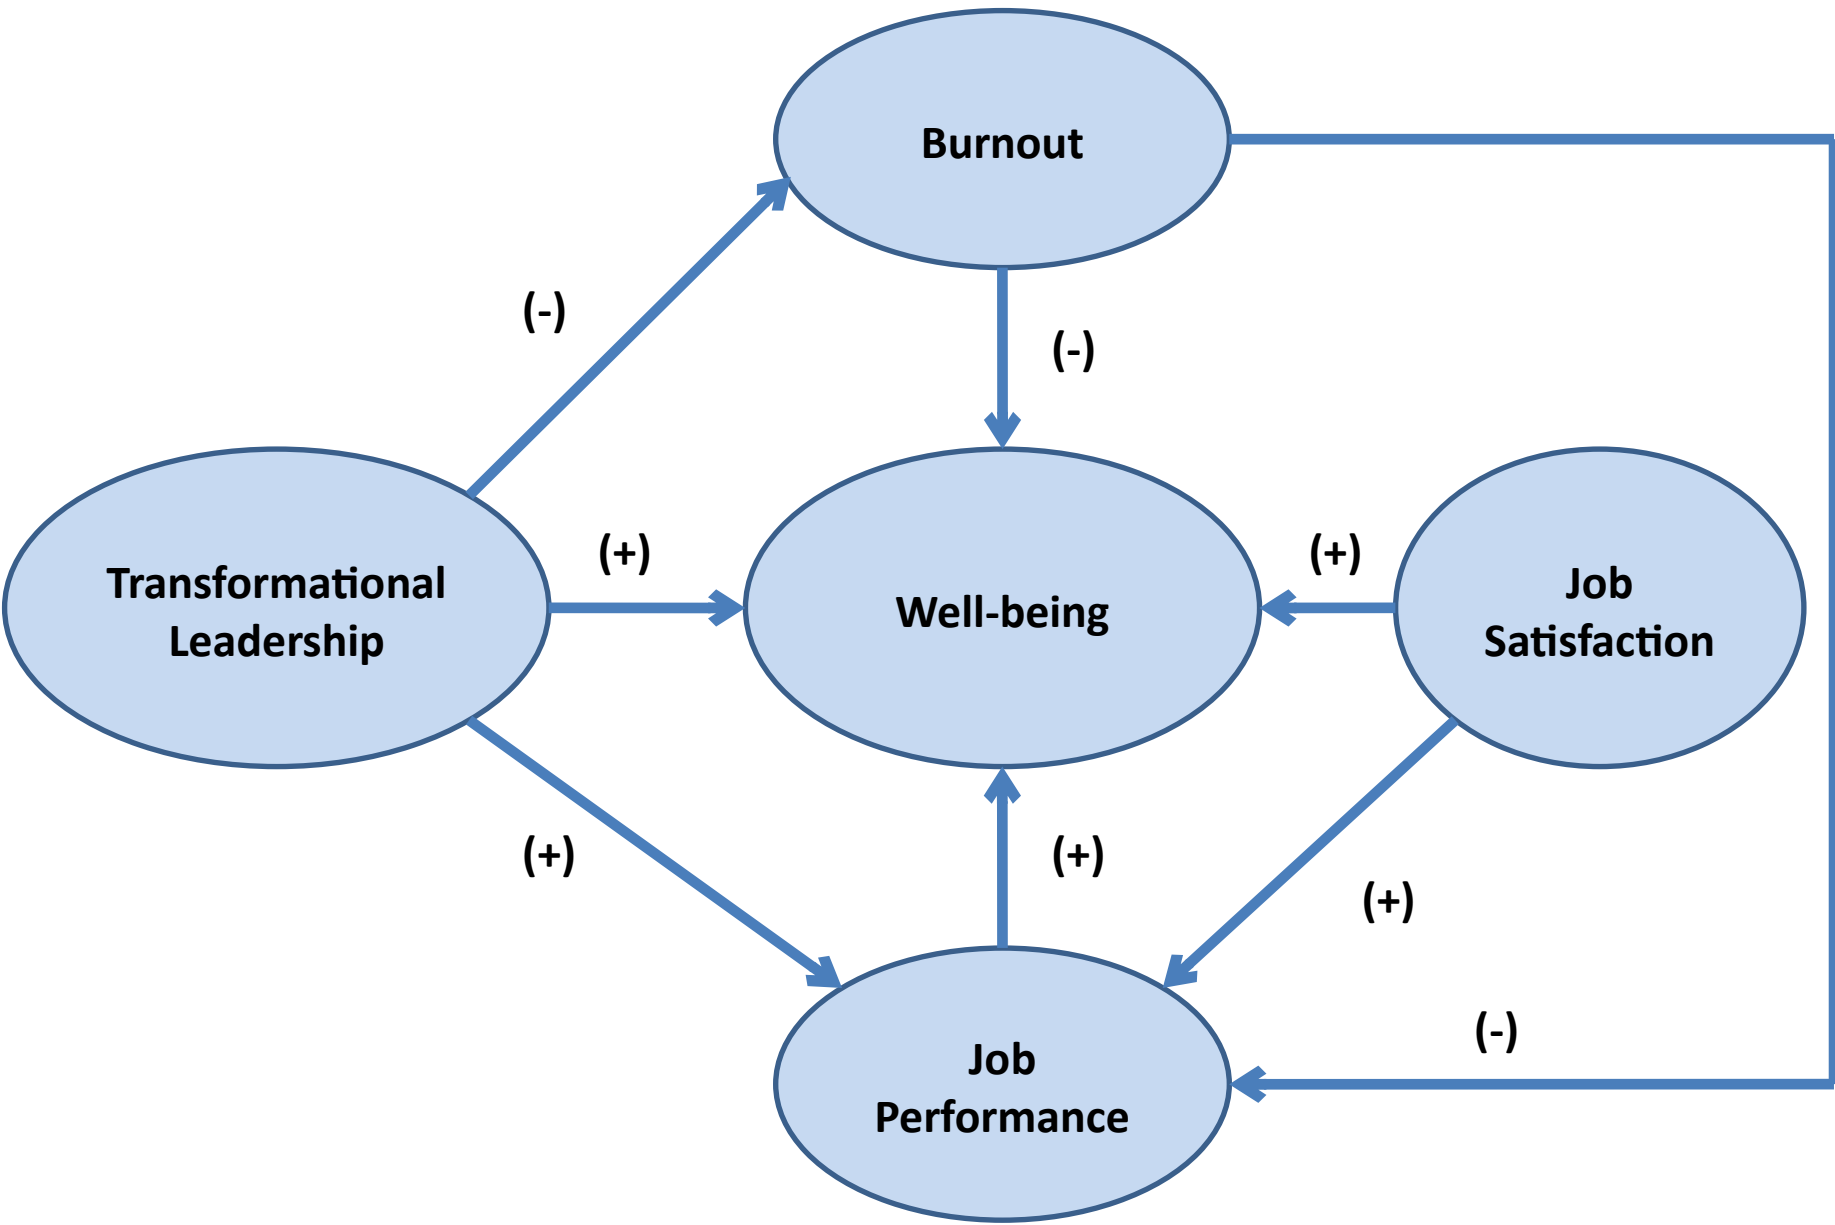 Burnout
(-)
(-)
Transformational
Leadership
(+)
Well-being
(+)
Job
Satisfaction
(+)
(+)
(+)
(-)
Job
Performance